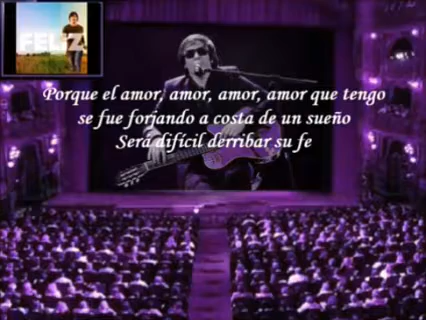 FELIZ
Porque el amor, amor, amor, amor que tengo
se fue forjando a costa de un sueño
Será difícil derribar su fe